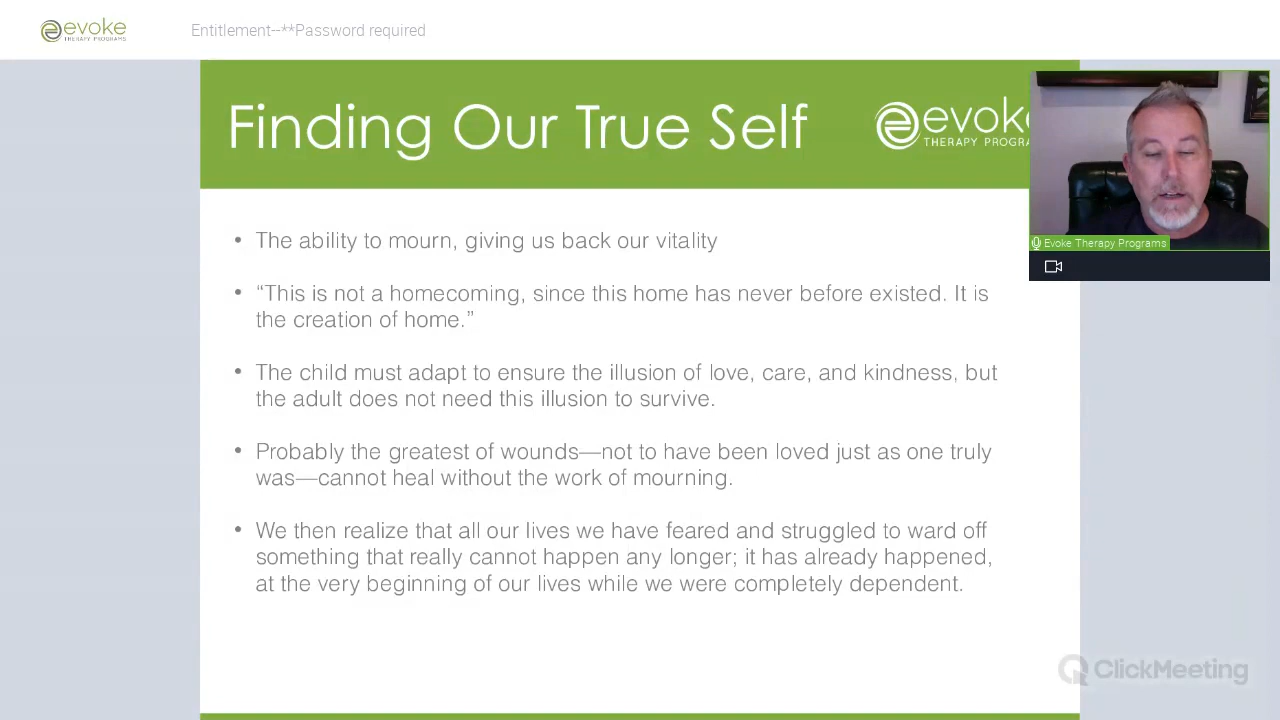 evoke
THERAPY PROGRAMS
Entitlement--**Password required
Finding Our True Self
evoke
THERAPY PROGRA
Evoke Therapy Programs
• The ability to mourn, giving us back our vitality
• “This is not a homecoming, since this home has never before existed. It is
the creation of home.”
• The child must adapt to ensure the illusion of love, care, and kindness, but
the adult does not need this illusion to survive.
• Probably the greatest of wounds—not to have been loved just as one truly
was—cannot heal without the work of mourning.
• We then realize that all our lives we have feared and struggled to ward off
something that really cannot happen any longer; it has already happened,
at the very beginning of our lives while we were completely dependent.
ClickMeeting